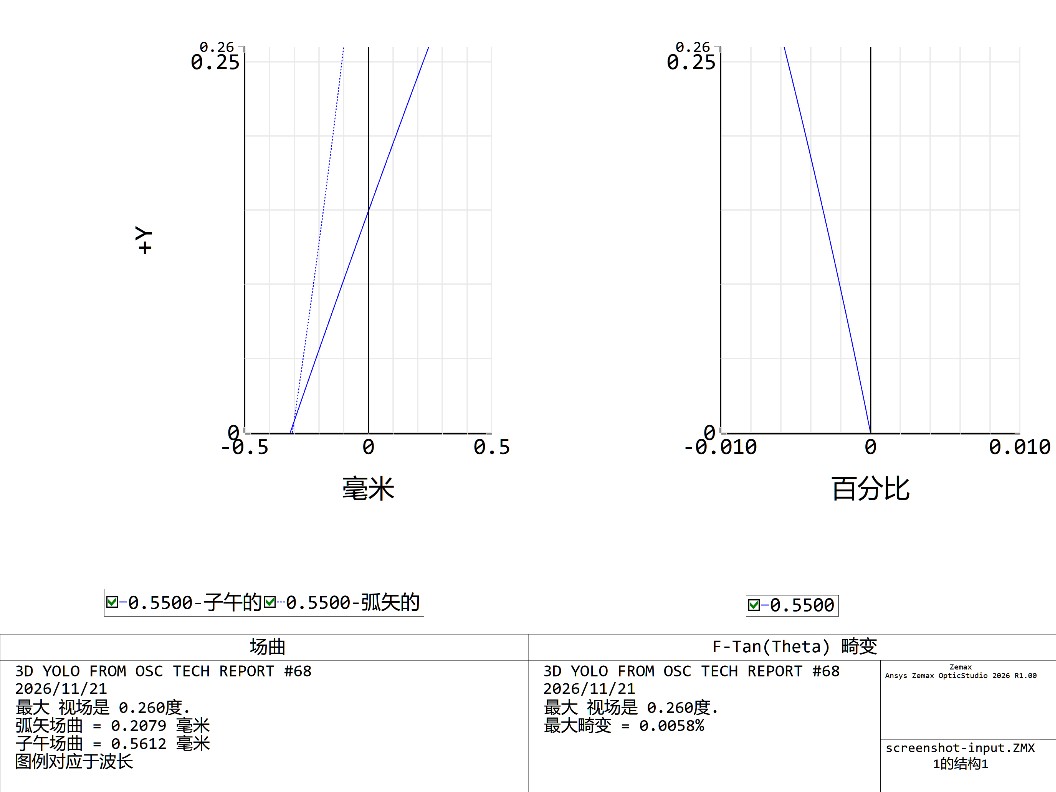 0.26
0.25
+Y
0
-0.5
0
0.5
毫米
0.26
0.25
0
-0.010
0
0.010
百分比
0.5500-子午的 0.5500-弧矢的
0.5500
场曲
3D YOLO FROM OSC TECH REPORT #68
2026/11/21
最大 视场是 0.260度.
弧矢场曲 = 0.2079 毫米
子午场曲 = 0.5612 毫米
图例对应于波长
F-Tan(Theta) 畸变
3D YOLO FROM OSC TECH REPORT #68
2026/11/21
最大 视场是 0.260度.
最大畸变 = 0.0058%
Zemax
Ansys Zemax OpticStudio 2026 R1.00
screenshot-input.ZMX
1的结构1